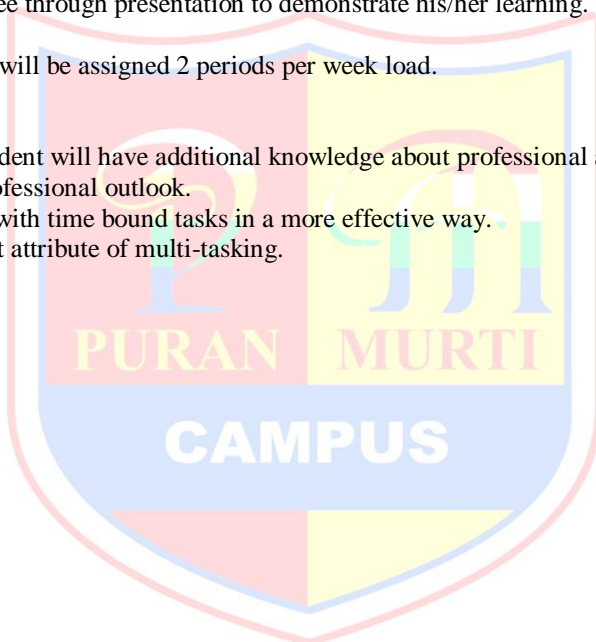 ee through presentation to demonstrate his/her learning.
will be assigned 2 periods per week load.
dent will have additional knowledge about professional a
ofessional outlook.
with time bound tasks in a more effective way.
t attribute of multi-tasking.
PM
PURAN MURTI
CAMPUS